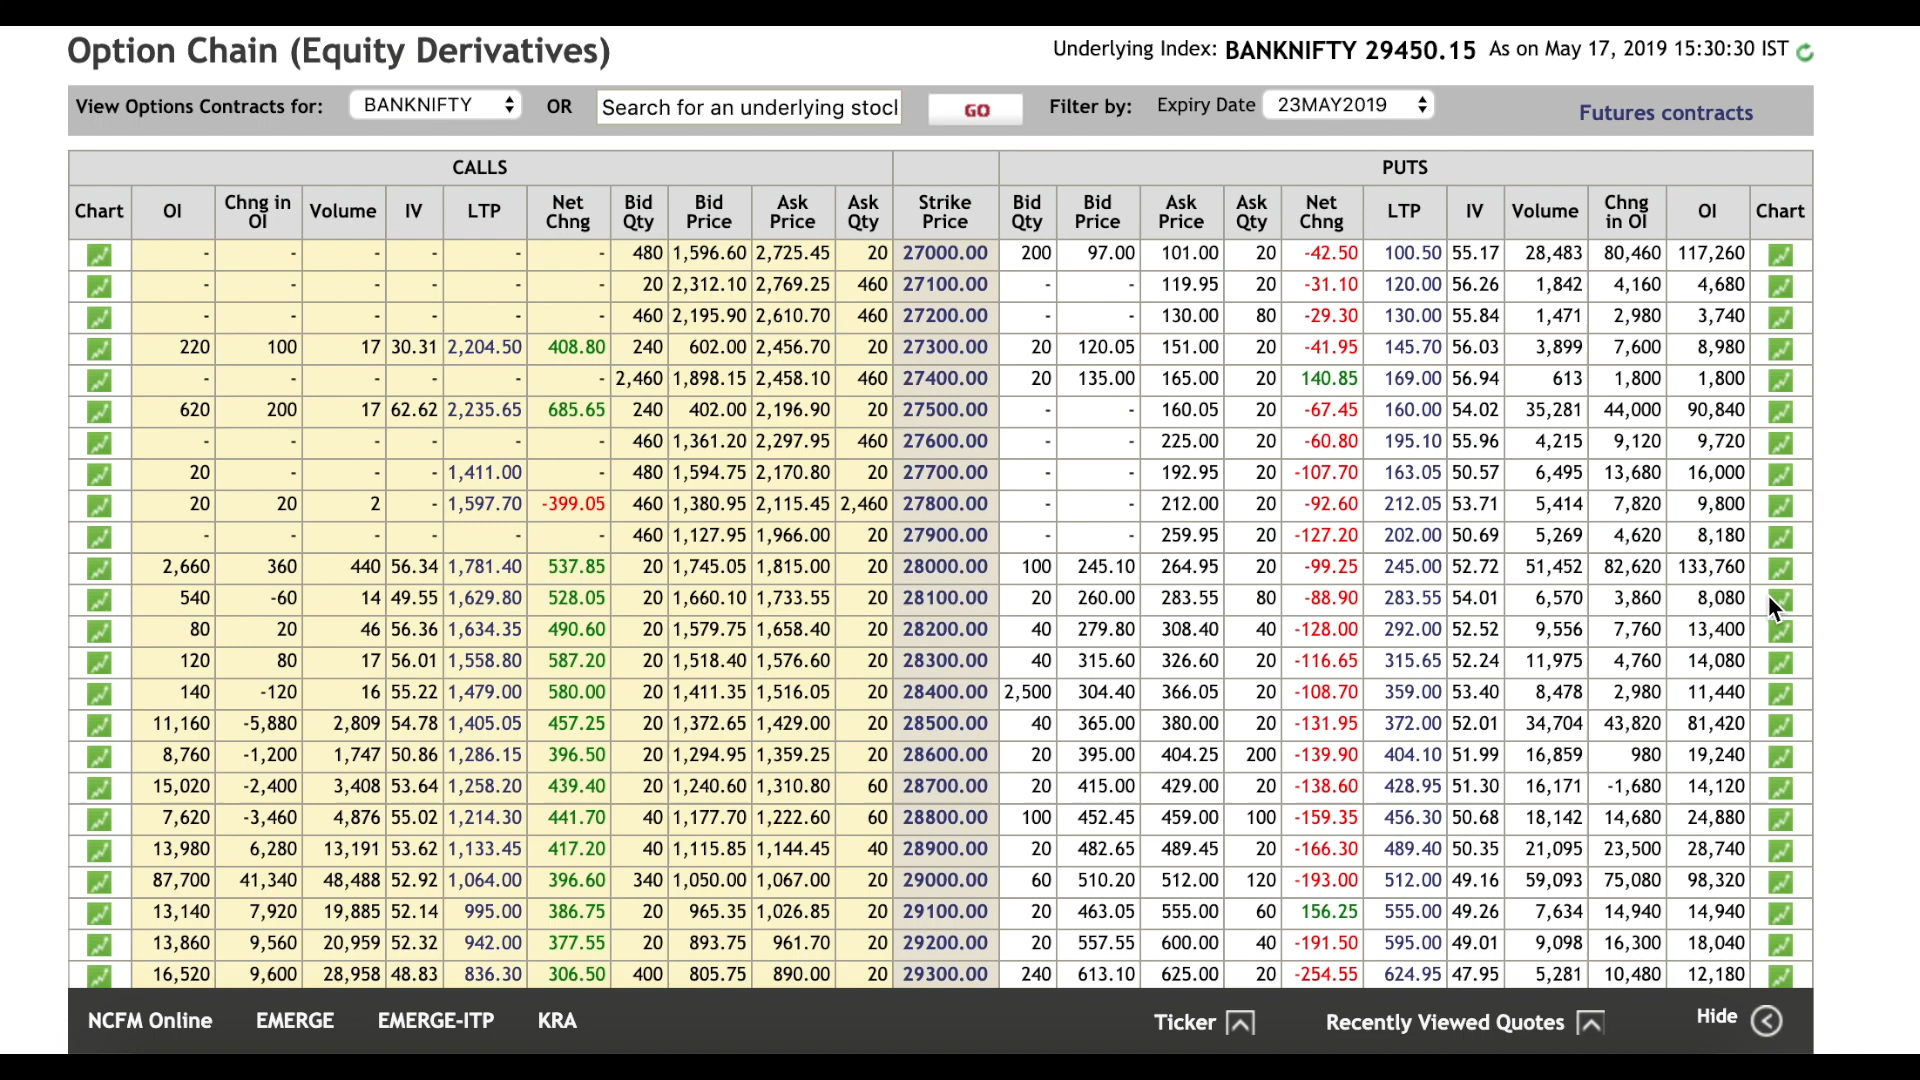 Option Chain (Equity Derivatives)
Underlying Index: BANKNIFTY 29450.15 As on May 17, 2019 15:30:30 IST
View Options Contracts for: BANKNIFTY OR Search for an underlying stocl GO Filter by: Expiry Date 23MAY2019 Futures contracts
CALLS PUTS
Chart OI Chng in OI Volume IV LTP Net Chng Bid Qty Bid Price Ask Price Ask Qty Strike Price Bid Qty Bid Price Ask Price Ask Qty Net Chng LTP IV Volume Chng in OI OI Chart
- - - - - - 480 1,596.60 2,725.45 20 27000.00 200 97.00 101.00 20 -42.50 100.50 55.17 28,483 80,460 117,260
- - - - - - 20 2,312.10 2,769.25 460 27100.00 - - 119.95 20 -31.10 120.00 56.26 1,842 4,160 4,680
- - - - - - 460 2,195.90 2,610.70 460 27200.00 - - 130.00 80 -29.30 130.00 55.84 1,471 2,980 3,740
220 100 17 30.31 2,204.50 408.80 240 602.00 2,456.70 20 27300.00 20 120.05 151.00 20 -41.95 145.70 56.03 3,899 7,600 8,980
- - - - - - 2,460 1,898.15 2,458.10 460 27400.00 20 135.00 165.00 20 140.85 169.00 56.94 613 1,800 1,800
620 200 17 62.62 2,235.65 685.65 240 402.00 2,196.90 20 27500.00 - - 160.05 20 -67.45 160.00 54.02 35,281 44,000 90,840
- - - - - - 460 1,361.20 2,297.95 460 27600.00 - - 225.00 20 -60.80 195.10 55.96 4,215 9,120 9,720
20 - - - 1,411.00 - 480 1,594.75 2,170.80 20 27700.00 - - 192.95 20 -107.70 163.05 50.57 6,495 13,680 16,000
20 20 2 - 1,597.70 -399.05 460 1,380.95 2,115.45 2,460 27800.00 - - 212.00 20 -92.60 212.05 53.71 5,414 7,820 9,800
- - - - - - 460 1,127.95 1,966.00 20 27900.00 - - 259.95 20 -127.20 202.00 50.69 5,269 4,620 8,180
2,660 360 440 56.34 1,781.40 537.85 20 1,745.05 1,815.00 20 28000.00 100 245.10 264.95 20 -99.25 245.00 52.72 51,452 82,620 133,760
540 -60 14 49.55 1,629.80 528.05 20 1,660.10 1,733.55 20 28100.00 20 260.00 283.55 80 -88.90 283.55 54.01 6,570 3,860 8,080
80 20 46 56.36 1,634.35 490.60 20 1,579.75 1,658.40 20 28200.00 40 279.80 308.40 40 -128.00 292.00 52.52 9,556 7,760 13,400
120 80 17 56.01 1,558.80 587.20 20 1,518.40 1,576.60 20 28300.00 40 315.60 326.60 20 -116.65 315.65 52.24 11,975 4,760 14,080
140 -120 16 55.22 1,479.00 580.00 20 1,411.35 1,516.05 20 28400.00 2,500 304.40 366.05 20 -108.70 359.00 53.40 8,478 2,980 11,440
11,160 -5,880 2,809 54.78 1,405.05 457.25 20 1,372.65 1,429.00 20 28500.00 40 365.00 380.00 20 -131.95 372.00 52.01 34,704 43,820 81,420
8,760 -1,200 1,747 50.86 1,286.15 396.50 20 1,294.95 1,359.25 20 28600.00 20 395.00 404.25 200 -139.90 404.10 51.99 16,859 980 19,240
15,020 -2,400 3,408 53.64 1,258.20 439.40 20 1,240.60 1,310.80 60 28700.00 20 415.00 429.00 20 -138.60 428.95 51.30 16,171 -1,680 14,120
7,620 -3,460 4,876 55.02 1,214.30 441.70 40 1,177.70 1,222.60 60 28800.00 100 452.45 459.00 100 -159.35 456.30 50.68 18,142 14,680 24,880
13,980 6,280 13,191 53.62 1,133.45 417.20 40 1,115.85 1,144.45 40 28900.00 20 482.65 489.45 20 -166.30 489.40 50.35 21,095 23,500 28,740
87,700 41,340 48,488 52.92 1,064.00 396.60 340 1,050.00 1,067.00 20 29000.00 60 510.20 512.00 120 -193.00 512.00 49.16 59,093 75,080 98,320
13,140 7,920 19,885 52.14 995.00 386.75 20 965.35 1,026.85 20 29100.00 20 463.05 555.00 60 156.25 555.00 49.26 7,634 14,940 14,940
13,860 9,560 20,959 52.32 942.00 377.55 20 893.75 961.70 20 29200.00 20 557.55 600.00 40 -191.50 595.00 49.01 9,098 16,300 18,040
16,520 9,600 28,958 48.83 836.30 306.50 400 805.75 890.00 20 29300.00 240 613.10 625.00 20 -254.55 624.95 47.95 5,281 10,480 12,180
NCFM Online EMERGE EMERGE-ITP KRA Ticker Recently Viewed Quotes Hide